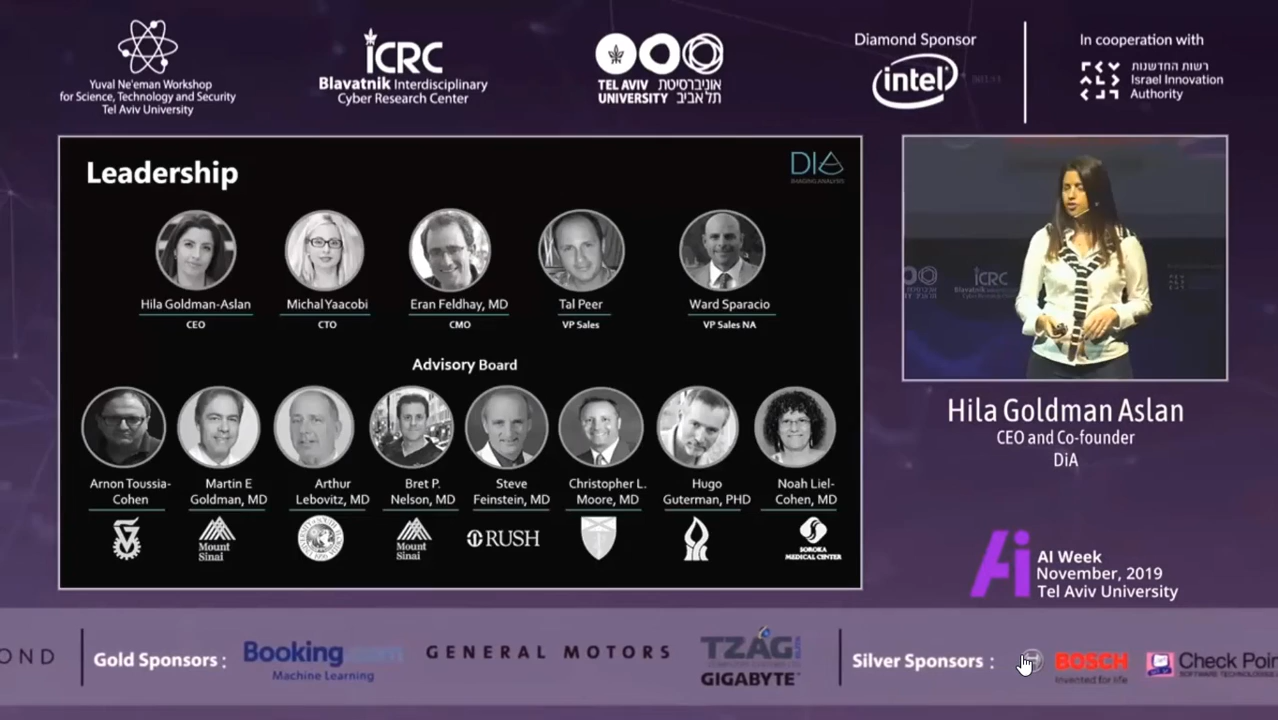 Yuval Ne'eman Workshop
for Science, Technology and Security
Tel Aviv University
iCRC
Blavatnik Interdisciplinary
Cyber Research Center
TEL AVIV אוניברסיטת
UNIVERSITY תל אביב
Diamond Sponsor
intel
In cooperation with
רשות החדשנות
Israel Innovation
Authority
Leadership
DIA
IMAGING ANALYSIS
Hila Goldman-Aslan
CEO
Michal Yaacobi
CTO
Eran Feldhay, MD
CMO
Tal Peer
VP Sales
Ward Sparacio
VP Sales NA
Advisory Board
Arnon Toussia-
Cohen
Martin E
Goldman, MD
Arthur
Lebovitz, MD
Bret P.
Nelson, MD
Steve
Feinstein, MD
Christopher L.
Moore, MD
Hugo
Guterman, PHD
Noah Liel-
Cohen, MD
Mount
Sinai
Mount
Sinai
RUSH
SOROKA
MEDICAL CENTER
iCRC
Hila Goldman Aslan
CEO and Co-founder
DiA
Ai
AI Week
November, 2019
Tel Aviv University
OND
Gold Sponsors :
Booking.com
Machine Learning
GENERAL MOTORS
TZAG
GIGABYTE
Silver Sponsors :
BOSCH
Invented for life
Check Poin
SOFTWARE TECHNOLOGIES